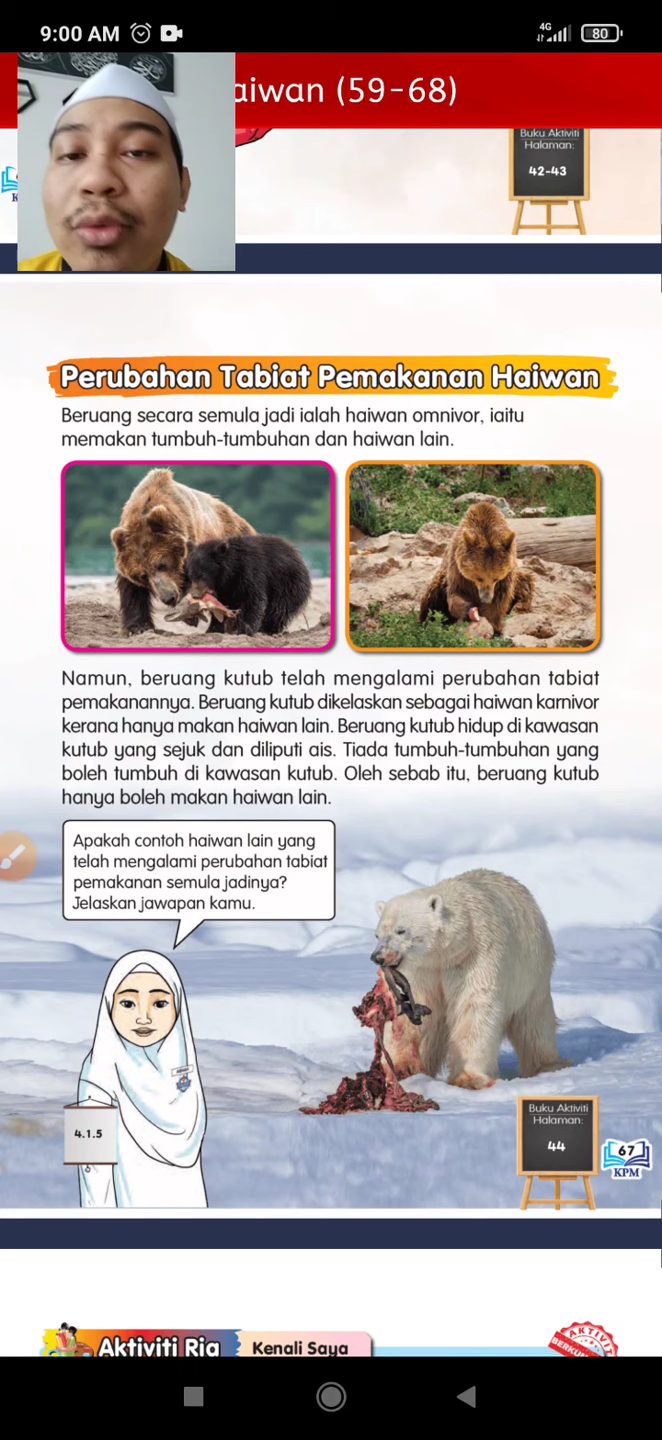 9:00 AM
4G
80
aiwan (59-68)
Buku Aktiviti
Halaman:
42-43
K
Perubahan Tabiat Pemakanan Haiwan
Beruang secara semula jadi ialah haiwan omnivor, iaitu
memakan tumbuh-tumbuhan dan haiwan lain.
Namun, beruang kutub telah mengalami perubahan tabiat
pemakanannya. Beruang kutub dikelaskan sebagai haiwan karnivor
kerana hanya makan haiwan lain. Beruang kutub hidup di kawasan
kutub yang sejuk dan diliputi ais. Tiada tumbuh-tumbuhan yang
boleh tumbuh di kawasan kutub. Oleh sebab itu, beruang kutub
hanya boleh makan haiwan lain.
Apakah contoh haiwan lain yang
telah mengalami perubahan tabiat
pemakanan semula jadinya?
Jelaskan jawapan kamu.
4.1.5
Buku Aktiviti
Halaman:
44
67
KPM
Aktiviti Ria
Kenali Saya